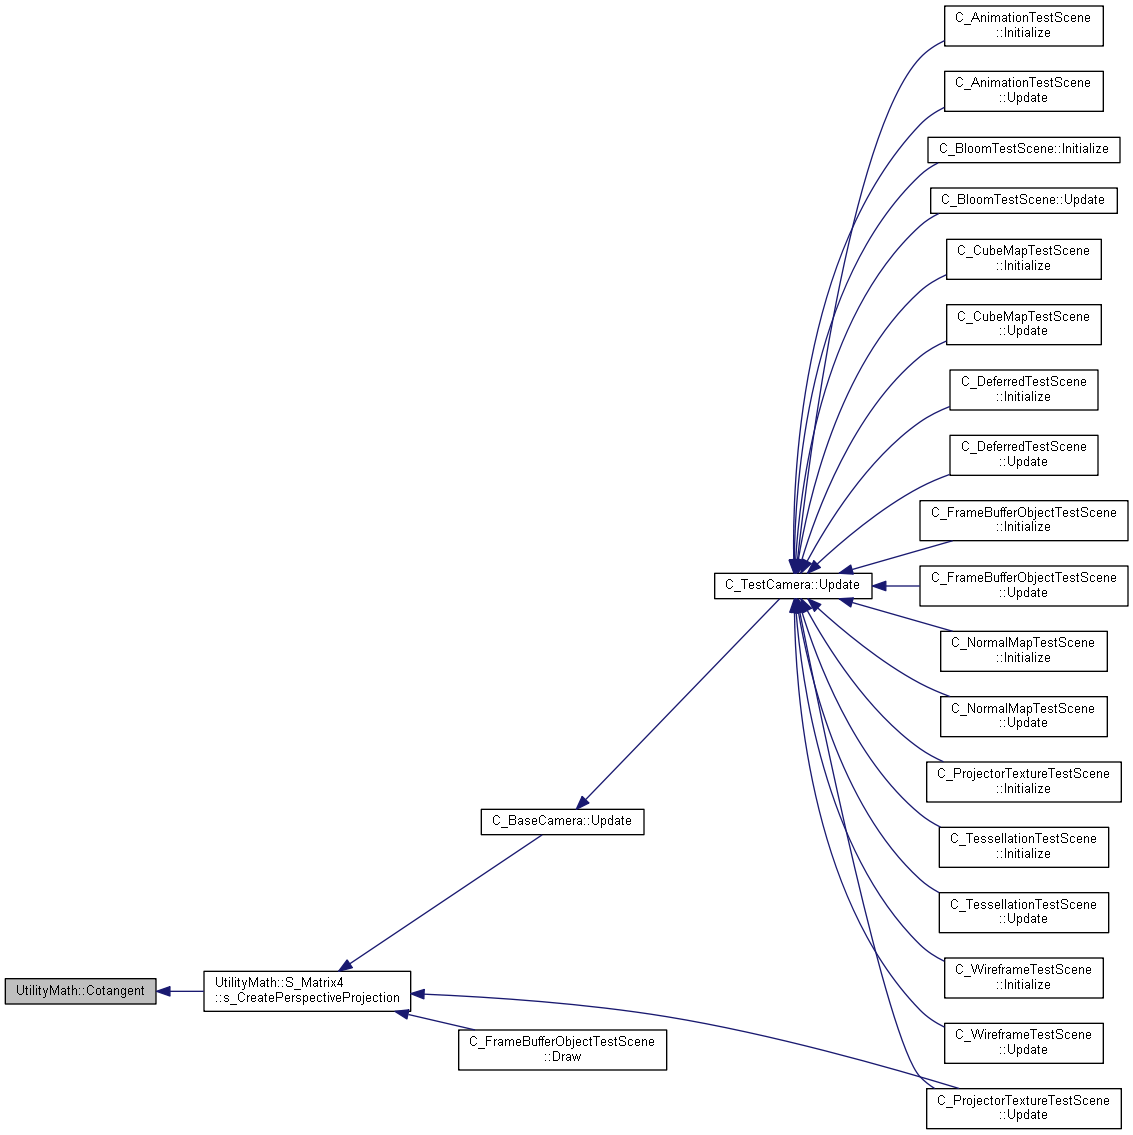 C_AnimationTestScene
::Initialize
C_AnimationTestScene
::Update
C_BloomTestScene::Initialize
C_BloomTestScene::Update
C_CubeMapTestScene
::Initialize
C_CubeMapTestScene
::Update
C_DeferredTestScene
::Initialize
C_DeferredTestScene
::Update
C_FrameBufferObjectTestScene
::Initialize
C_TestCamera::Update
C_FrameBufferObjectTestScene
::Update
C_NormalMapTestScene
::Initialize
C_NormalMapTestScene
::Update
C_ProjectorTextureTestScene
::Initialize
C_BaseCamera::Update
C_TessellationTestScene
::Initialize
C_TessellationTestScene
::Update
C_WireframeTestScene
::Initialize
UtilityMath::Cotangent
UtilityMath::S_Matrix4
::s_CreatePerspectiveProjection
C_WireframeTestScene
::Update
C_FrameBufferObjectTestScene
::Draw
C_ProjectorTextureTestScene
::Update